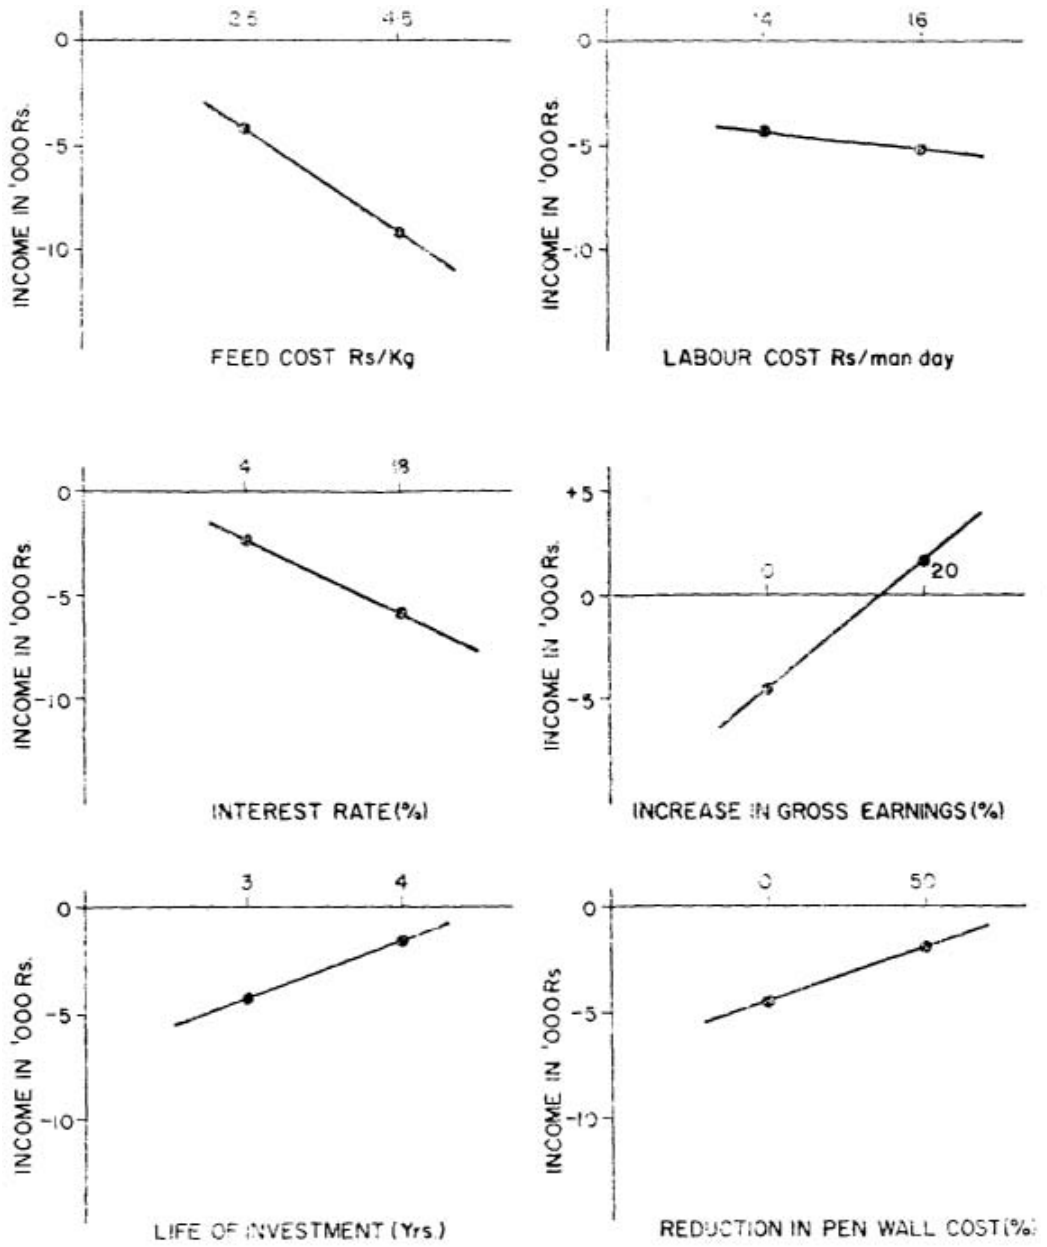 2.5 4.5
0
-5
-10
INCOME IN '000 Rs.
FEED COST Rs/Kg
14 16
0
-5
-10
INCOME IN '000 Rs.
LABOUR COST Rs/man day
4 18
0
-5
-10
INCOME IN '000 Rs.
INTEREST RATE (%)
+5
0 20
0
-5
INCOME IN '000 Rs.
INCREASE IN GROSS EARNINGS (%)
3 4
0
-5
-10
INCOME IN '000 Rs.
LIFE OF INVESTMENT (Yrs.)
0 50
0
-5
-10
INCOME IN '000 Rs.
REDUCTION IN PEN WALL COST (%)